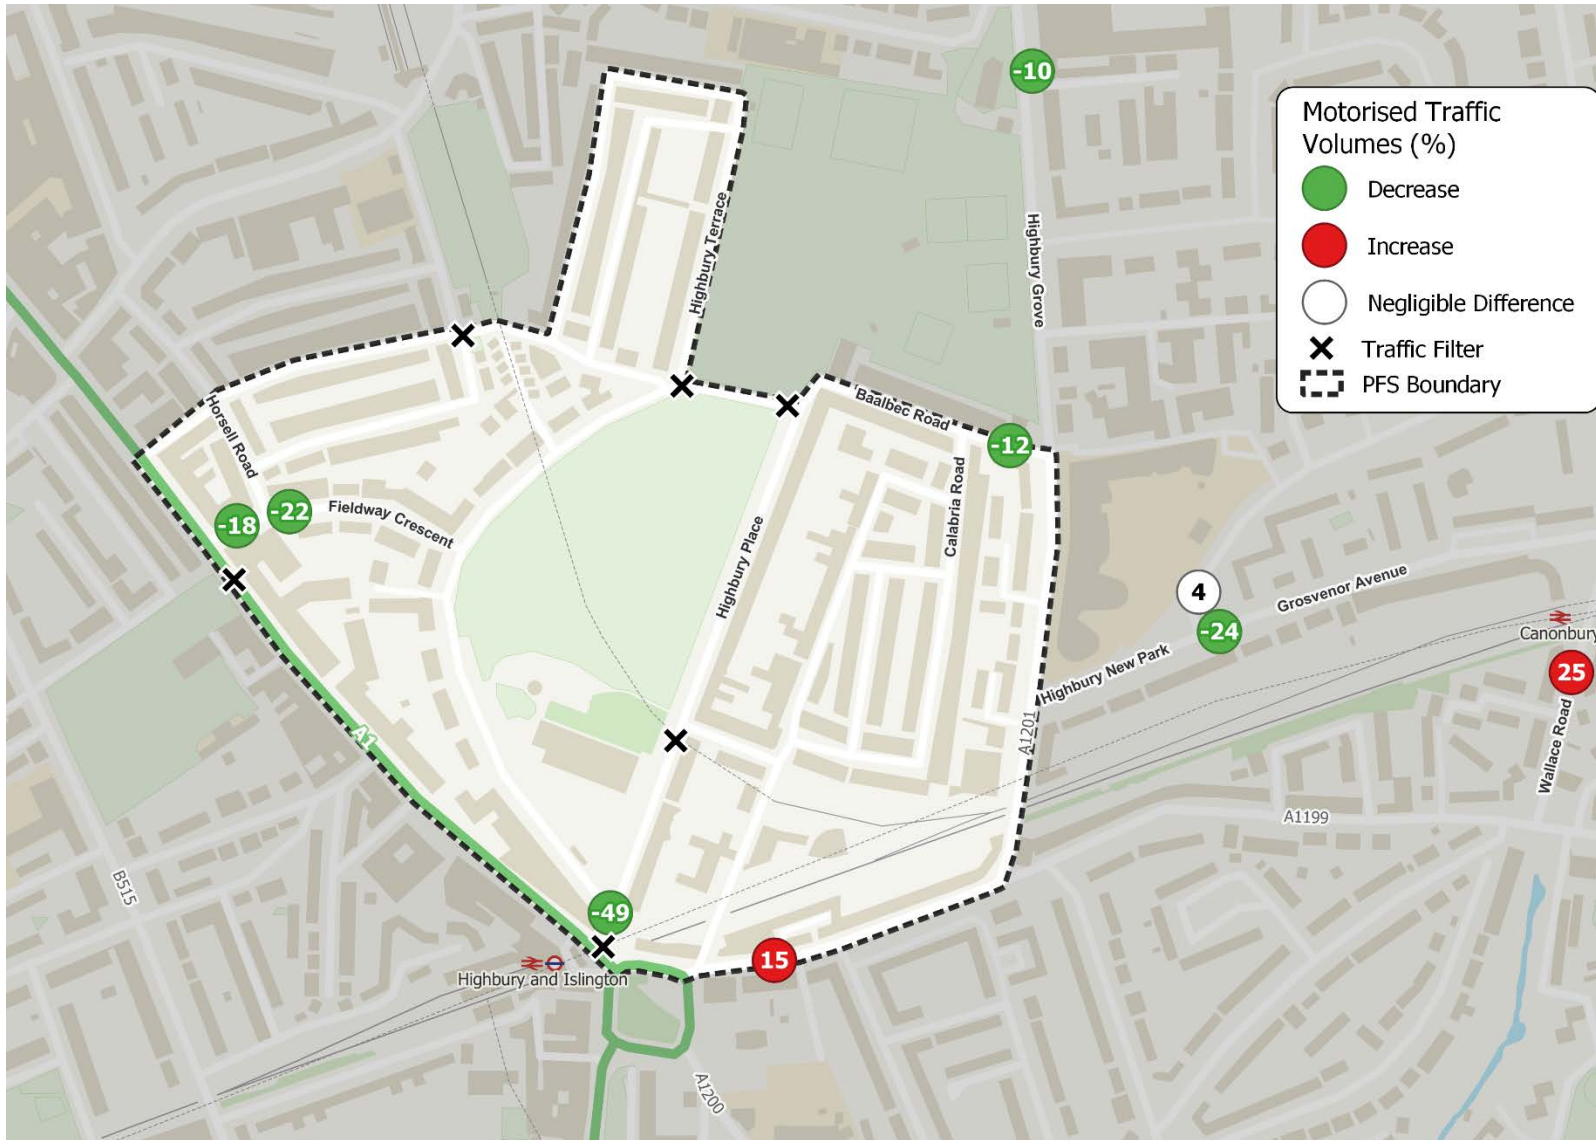 -10
Motorised Traffic
Volumes (%)
Decrease
Increase
Negligible Difference
Traffic Filter
PFS Boundary
Highbury Terrace
Highbury Grove
Horsell Road
Baalbec Road
-12
Calabria Road
-18
-22
Fieldway Crescent
Highbury Place
4
-24
Grosvenor Avenue
Canonbury
Highbury New Park
25
Wallace Road
A1
A1201
A1199
B515
-49
15
Highbury and Islington
A1200